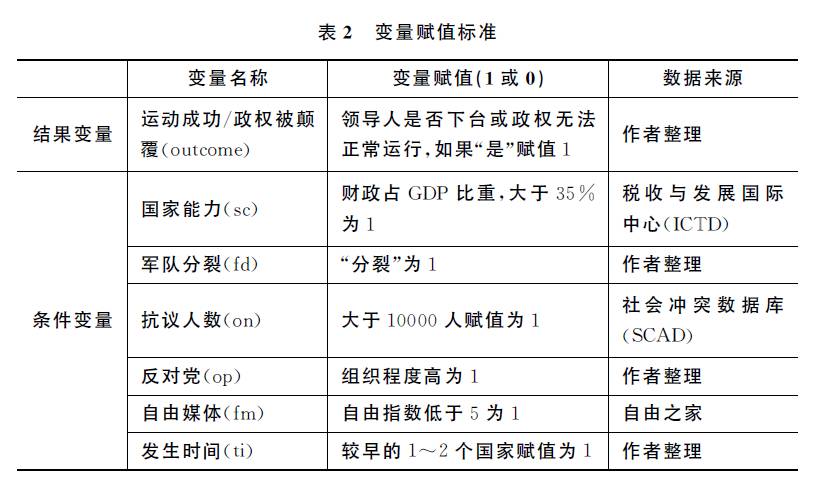 表 2 变量赋值标准
变量名称 变量赋值(1 或 0) 数据来源
结果变量 运动成功/政权被颠覆(outcome) 领导人是否下台或政权无法正常运行,如果“是”赋值 1 作者整理
条件变量 国家能力(sc) 财政占 GDP 比重,大于 35% 为 1 税收与发展国际中心(ICTD)
军队分裂(fd) “分裂”为 1 作者整理
抗议人数(on) 大于 10000 人赋值为 1 社会冲突数据库(SCAD)
反对党(op) 组织程度高为 1 作者整理
自由媒体(fm) 自由指数低于 5 为 1 自由之家
发生时间(ti) 较早的 1～2 个国家赋值为 1 作者整理